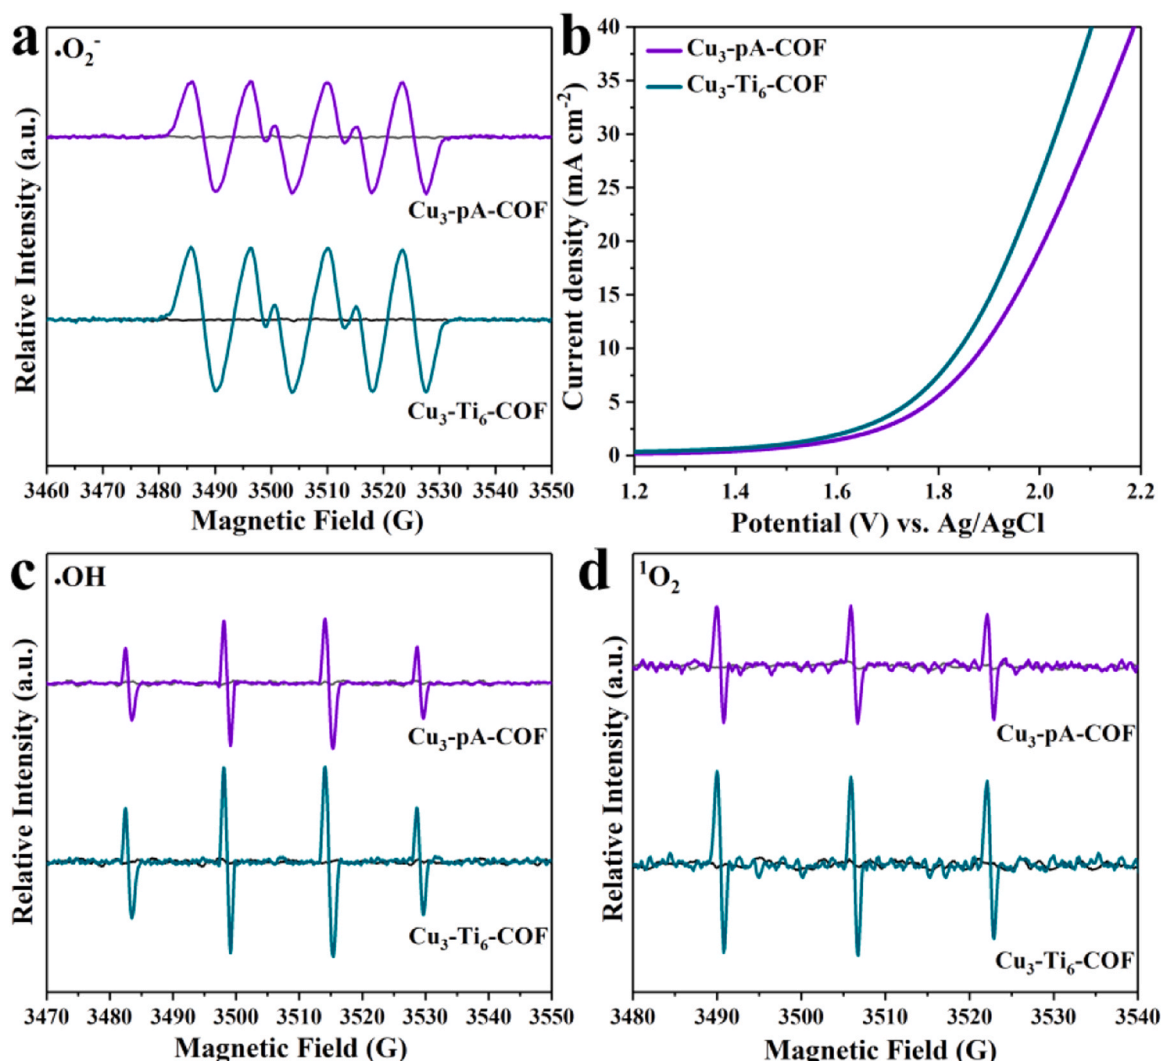 a
·O₂⁻
Cu₃-pA-COF
Cu₃-Ti₆-COF
Relative Intensity (a.u.)
3460 3470 3480 3490 3500 3510 3520 3530 3540 3550
Magnetic Field (G)
b
Cu₃-pA-COF
Cu₃-Ti₆-COF
Current density (mA cm⁻²)
40
35
30
25
20
15
10
5
0
1.2 1.4 1.6 1.8 2.0 2.2
Potential (V) vs. Ag/AgCl
c
·OH
Cu₃-pA-COF
Cu₃-Ti₆-COF
Relative Intensity (a.u.)
3470 3480 3490 3500 3510 3520 3530 3540 3550
Magnetic Field (G)
d
¹O₂
Cu₃-pA-COF
Cu₃-Ti₆-COF
Relative Intensity (a.u.)
3480 3490 3500 3510 3520 3530 3540
Magnetic Field (G)